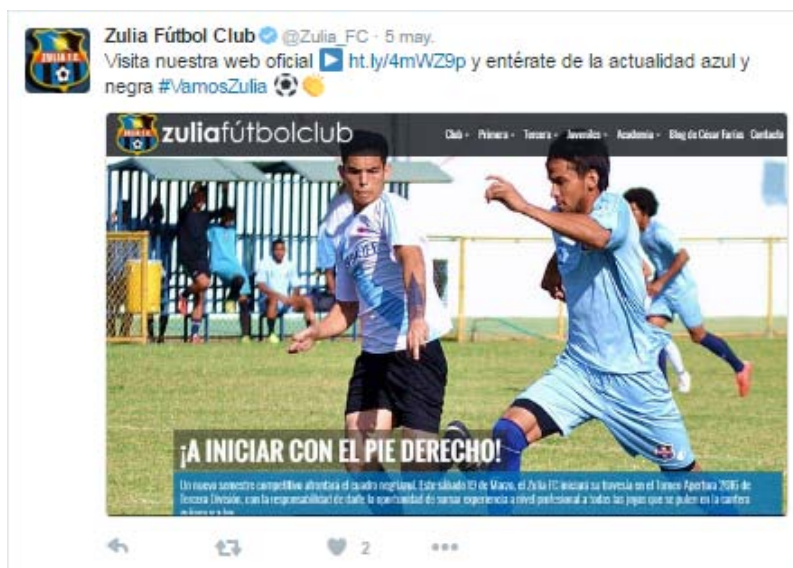 Zulia Fútbol Club @Zulia_FC · 5 may.
Visita nuestra web oficial ht.ly/4mWZ9p y entérate de la actualidad azul y
negra #VamosZulia
ZULIA F.C.
zuliafútbolclub
Club Primera Tercera Juveniles Academia Blog de César Farías Contacto
¡A INICIAR CON EL PIE DERECHO!
Un nuevo semestre competitivo afrontará el cuadro negriazul. Este sábado 19 de Marzo, el Zulia FC iniciará su travesía en el Torneo Apertura 2016 de
Tercera División, con la responsabilidad de darle la oportunidad de sumar experiencia a nivel profesional a todas las joyas que se pulen en la cantera
2